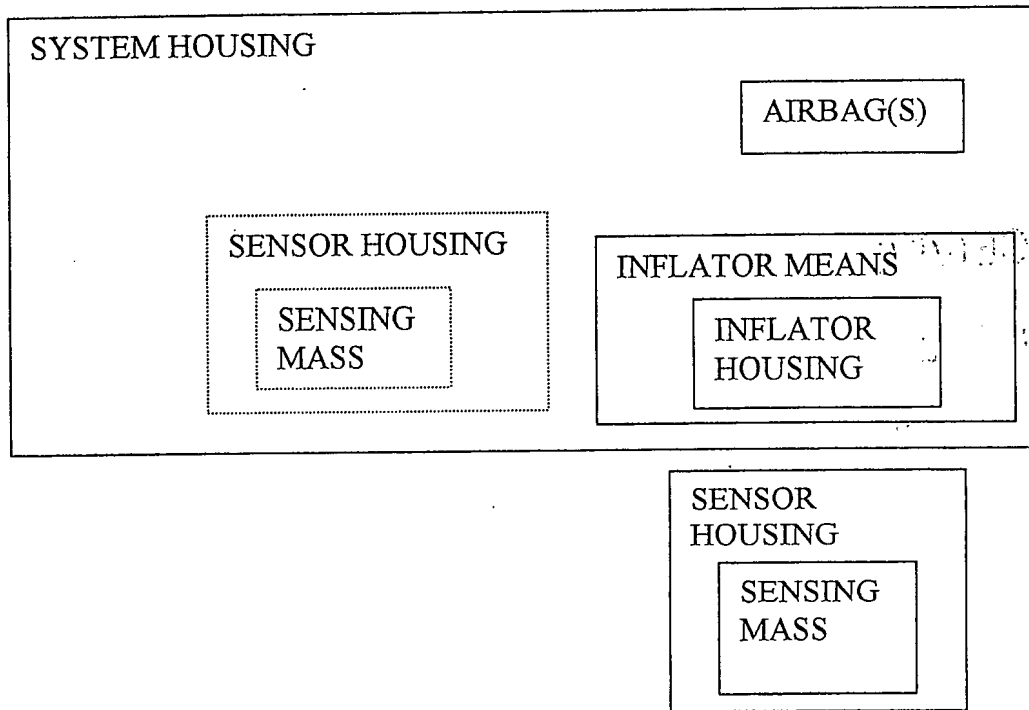 SYSTEM HOUSING
AIRBAG(S)
SENSOR HOUSING
SENSING
MASS
INFLATOR MEANS
INFLATOR
HOUSING
SENSOR
HOUSING
SENSING
MASS